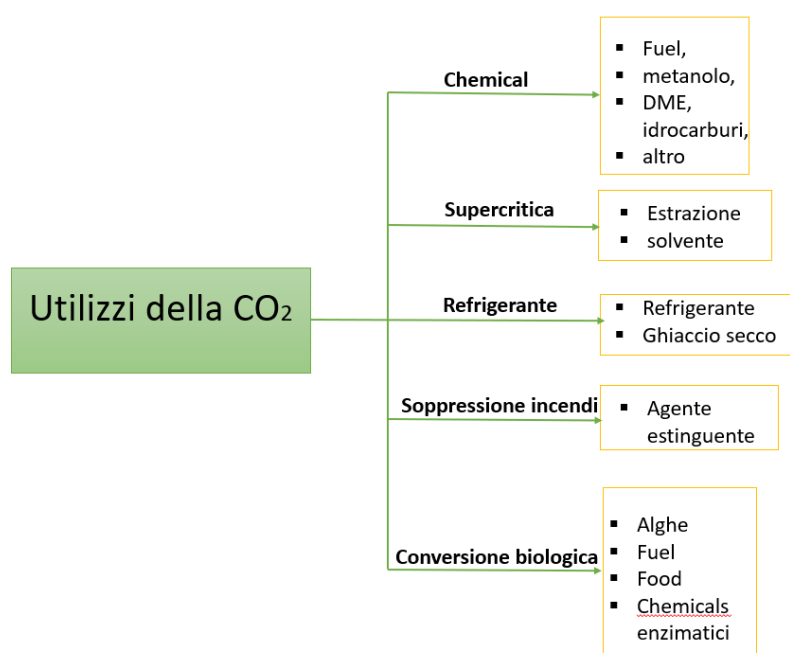 Utilizzi della CO₂
Chemical
▪ Fuel,
▪ metanolo,
▪ DME,
idrocarburi,
▪ altro
Supercritica
▪ Estrazione
▪ solvente
Refrigerante
▪ Refrigerante
▪ Ghiaccio secco
Soppressione incendi
▪ Agente
estinguente
Conversione biologica
▪ Alghe
▪ Fuel
▪ Food
▪ Chemicals
enzimatici